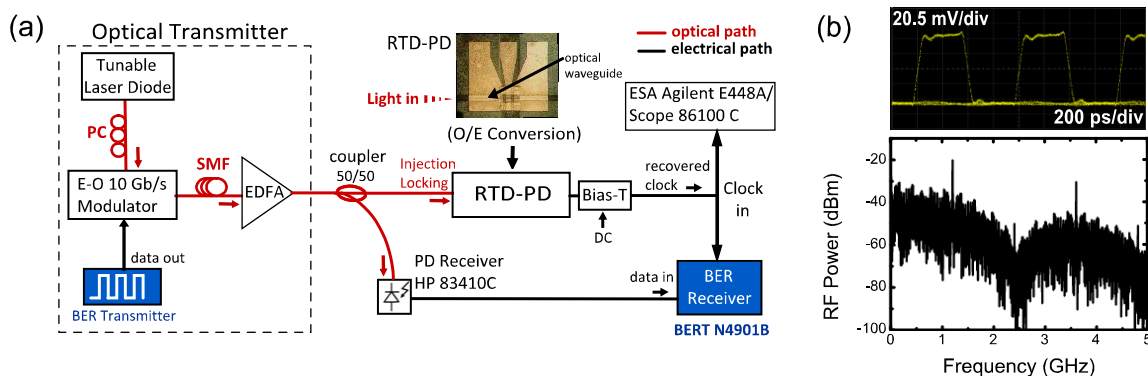 (a)
Optical Transmitter
Tunable
Laser Diode
PC
E-O 10 Gb/s
Modulator
SMF
EDFA
data out
BER Transmitter
coupler
50/50
Injection
Locking
RTD-PD
optical
waveguide
Light in
(O/E Conversion)
RTD-PD
Bias-T
DC
optical path
electrical path
ESA Agilent E448A/
Scope 86100 C
recovered
clock
Clock
in
PD Receiver
HP 83410C
data in
BER
Receiver
BERT N4901B
(b)
20.5 mV/div
200 ps/div
RF Power (dBm)
-20
-40
-60
-80
-100
0
1
2
3
4
5
Frequency (GHz)